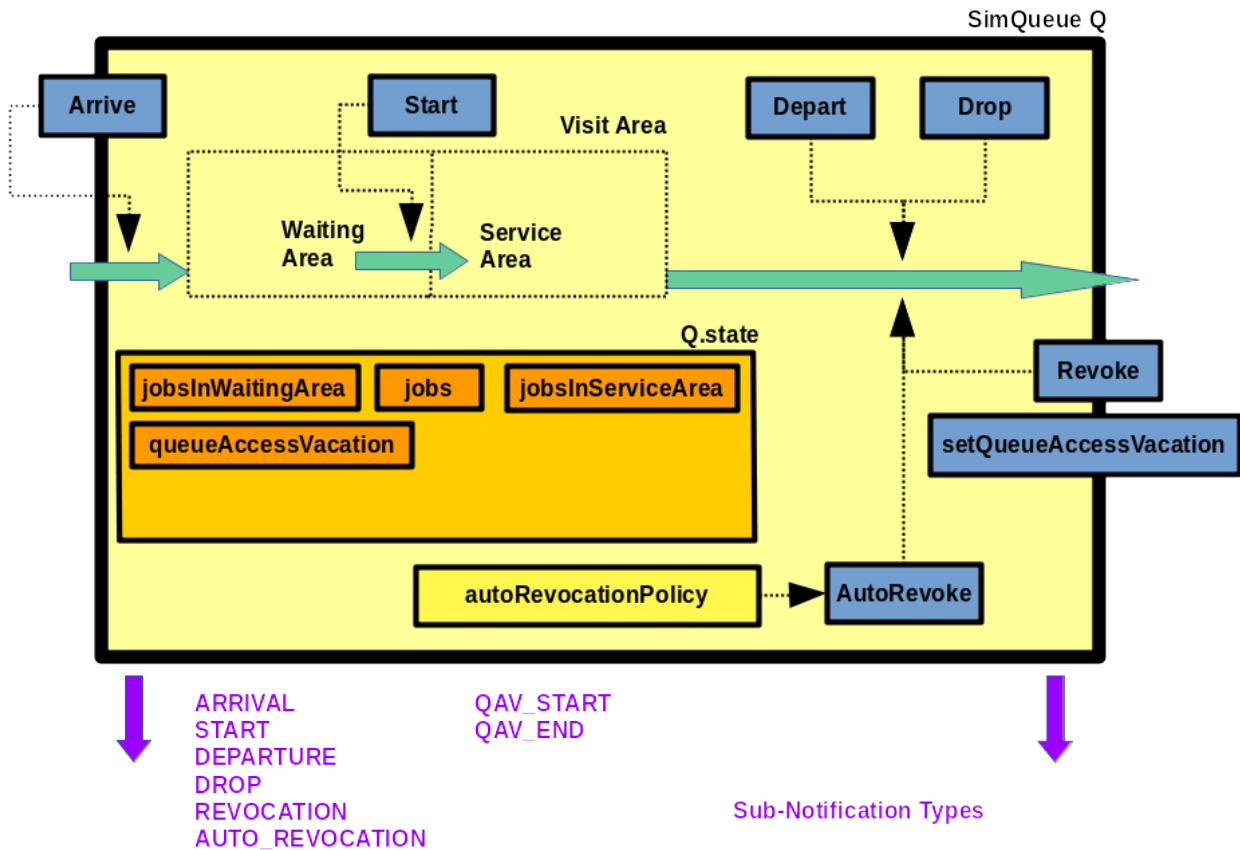 SimQueue Q
Arrive
Start
Depart
Drop
Visit Area
Waiting
Area
Service
Area
Q.state
jobsInWaitingArea
jobs
jobsInServiceArea
queueAccessVacation
Revoke
setQueueAccessVacation
autoRevocationPolicy
AutoRevoke
ARRIVAL
START
DEPARTURE
DROP
REVOCATION
AUTO_REVOCATION
QAV_START
QAV_END
Sub-Notification Types